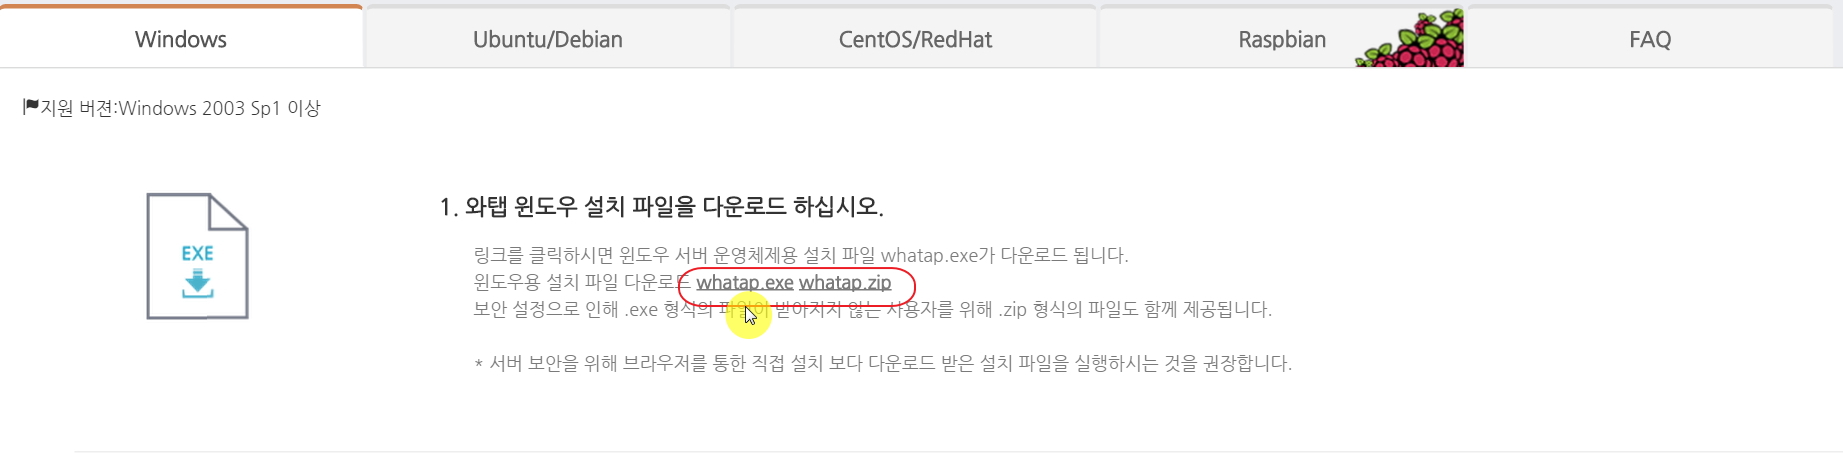 Windows
Ubuntu/Debian
CentOS/RedHat
Raspbian
FAQ
지원 버젼:Windows 2003 Sp1 이상
EXE
1. 와탭 윈도우 설치 파일을 다운로드 하십시오.
링크를 클릭하시면 윈도우 서버 운영체제용 설치 파일 whatap.exe가 다운로드 됩니다.
윈도우용 설치 파일 다운로드 whatap.exe whatap.zip
보안 설정으로 인해 .exe 형식의 파일이 받아지지 않는 사용자를 위해 .zip 형식의 파일도 함께 제공됩니다.
* 서버 보안을 위해 브라우저를 통한 직접 설치 보다 다운로드 받은 설치 파일을 실행하시는 것을 권장합니다.